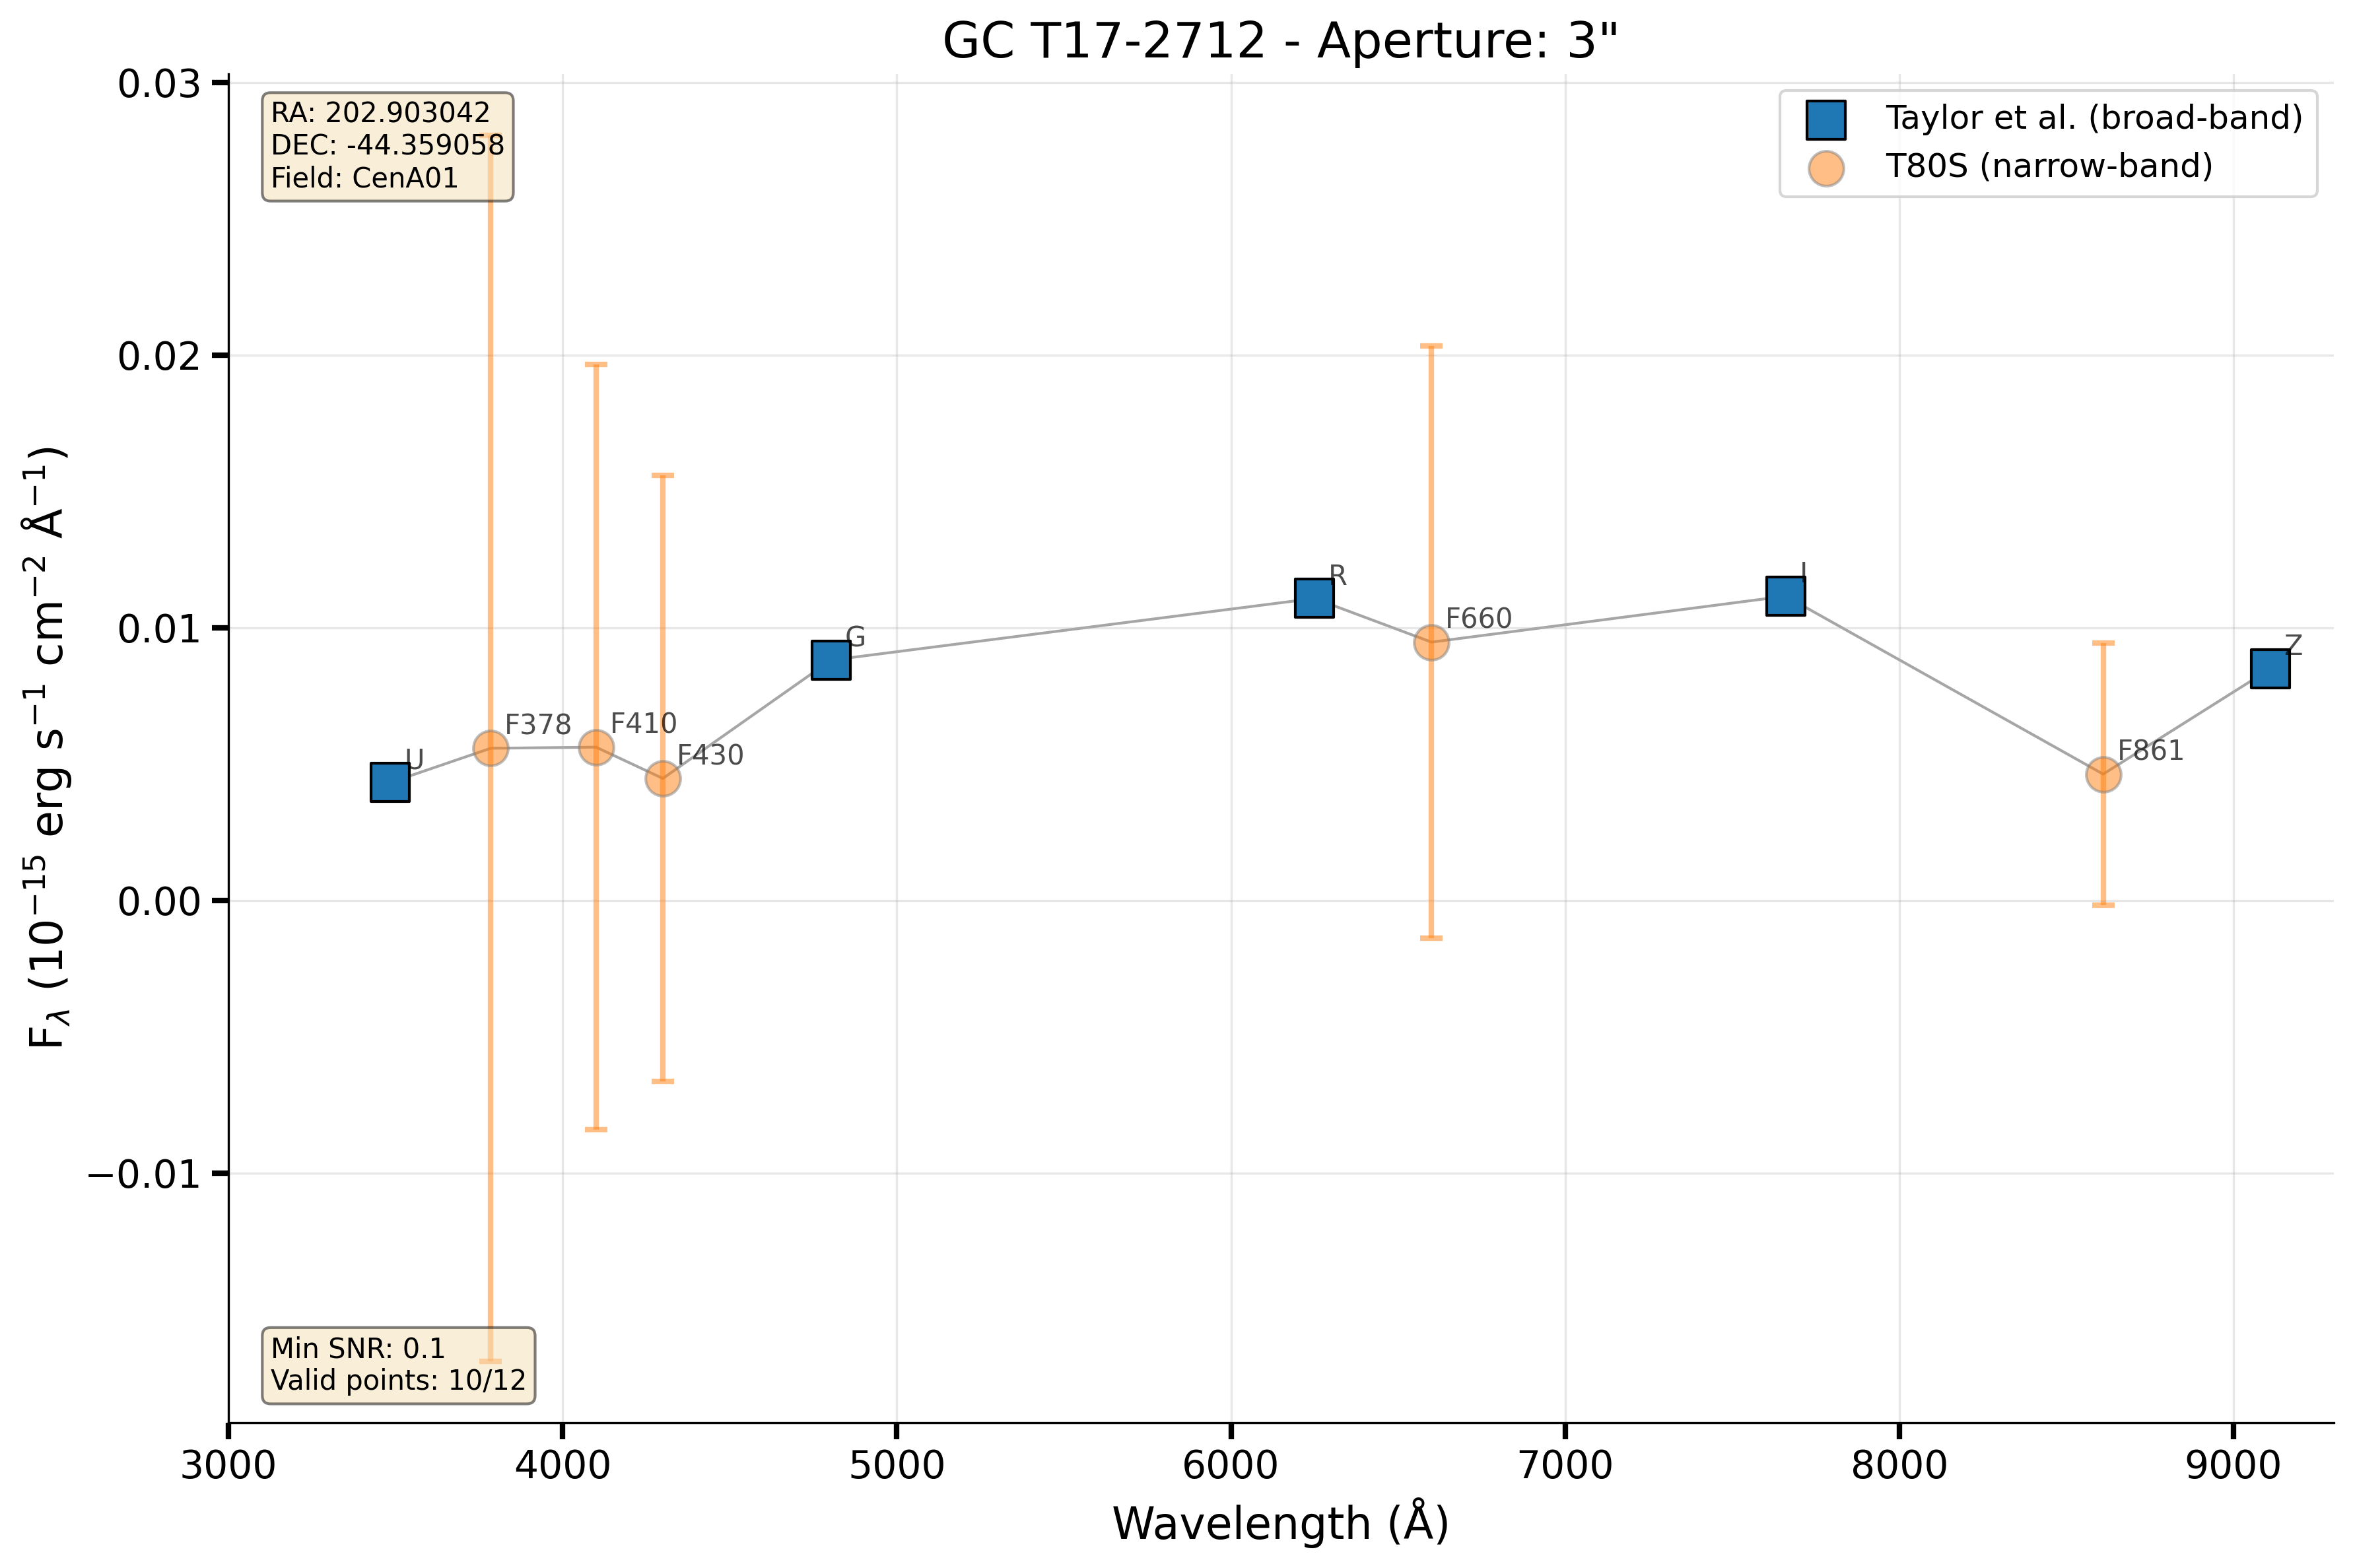 GC T17-2712 - Aperture: 3"
RA: 202.903042
DEC: -44.359058
Field: CenA01
Taylor et al. (broad-band)
T80S (narrow-band)
0.03
0.02
0.01
0.00
−0.01
F_λ (10⁻¹⁵ erg s⁻¹ cm⁻² Å⁻¹)
U
F378
F410
F430
G
R
F660
I
F861
Z
Min SNR: 0.1
Valid points: 10/12
3000 4000 5000 6000 7000 8000 9000
Wavelength (Å)